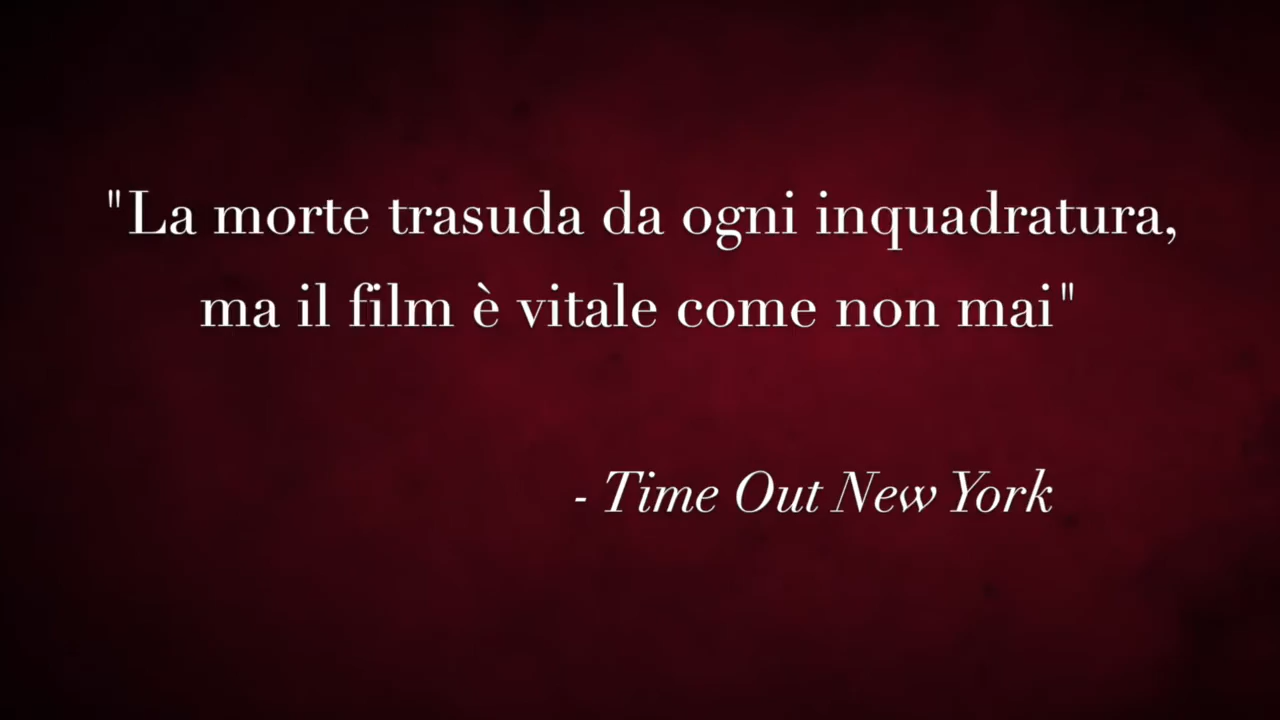 "La morte trasuda da ogni inquadratura,
ma il film è vitale come non mai"
- Time Out New York